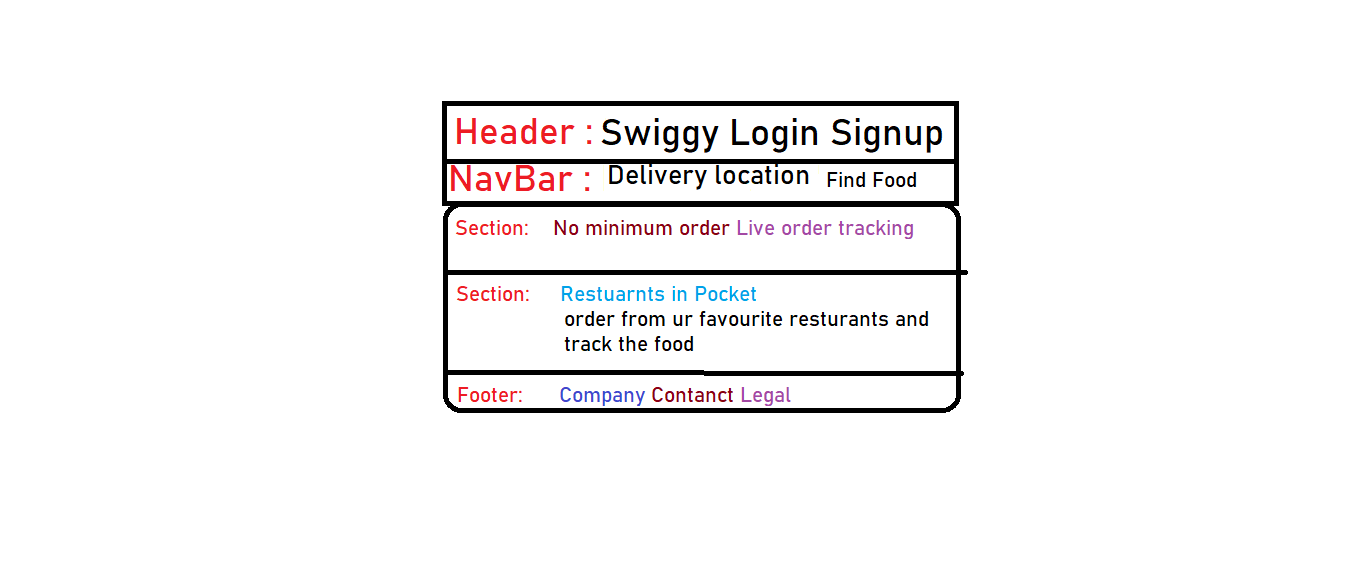 Header : Swiggy Login Signup
NavBar : Delivery location Find Food
Section: No minimum order Live order tracking
Section: Restuarnts in Pocket
order from ur favourite resturants and
track the food
Footer: Company Contanct Legal